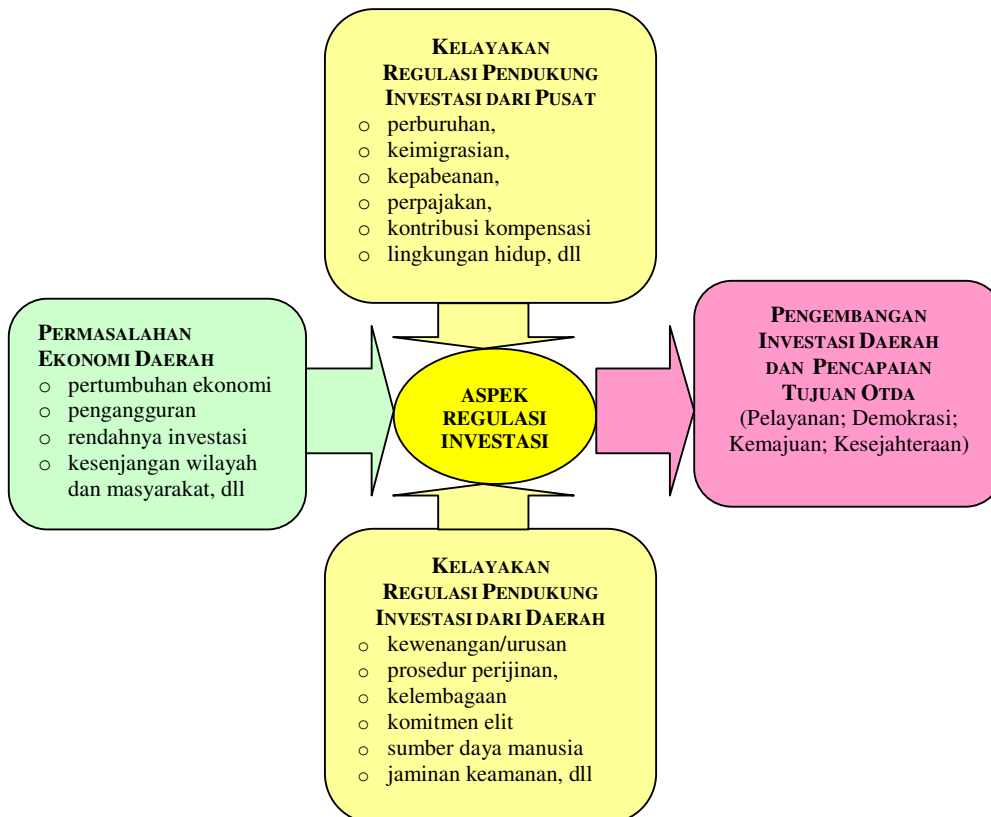 KELAYAKAN
REGULASI PENDUKUNG
INVESTASI DARI PUSAT
o perburuhan,
o keimigrasian,
o kepabeanan,
o perpajakan,
o kontribusi kompensasi
o lingkungan hidup, dll
PERMASALAHAN
EKONOMI DAERAH
o pertumbuhan ekonomi
o pengangguran
o rendahnya investasi
o kesenjangan wilayah
dan masyarakat, dll
ASPEK
REGULASI
INVESTASI
PENGEMBANGAN
INVESTASI DAERAH
DAN PENCAPAIAN
TUJUAN OTDA
(Pelayanan; Demokrasi;
Kemajuan; Kesejahteraan)
KELAYAKAN
REGULASI PENDUKUNG
INVESTASI DARI DAERAH
o kewenangan/urusan
o prosedur perijinan,
o kelembagaan
o komitmen elit
o sumber daya manusia
o jaminan keamanan, dll